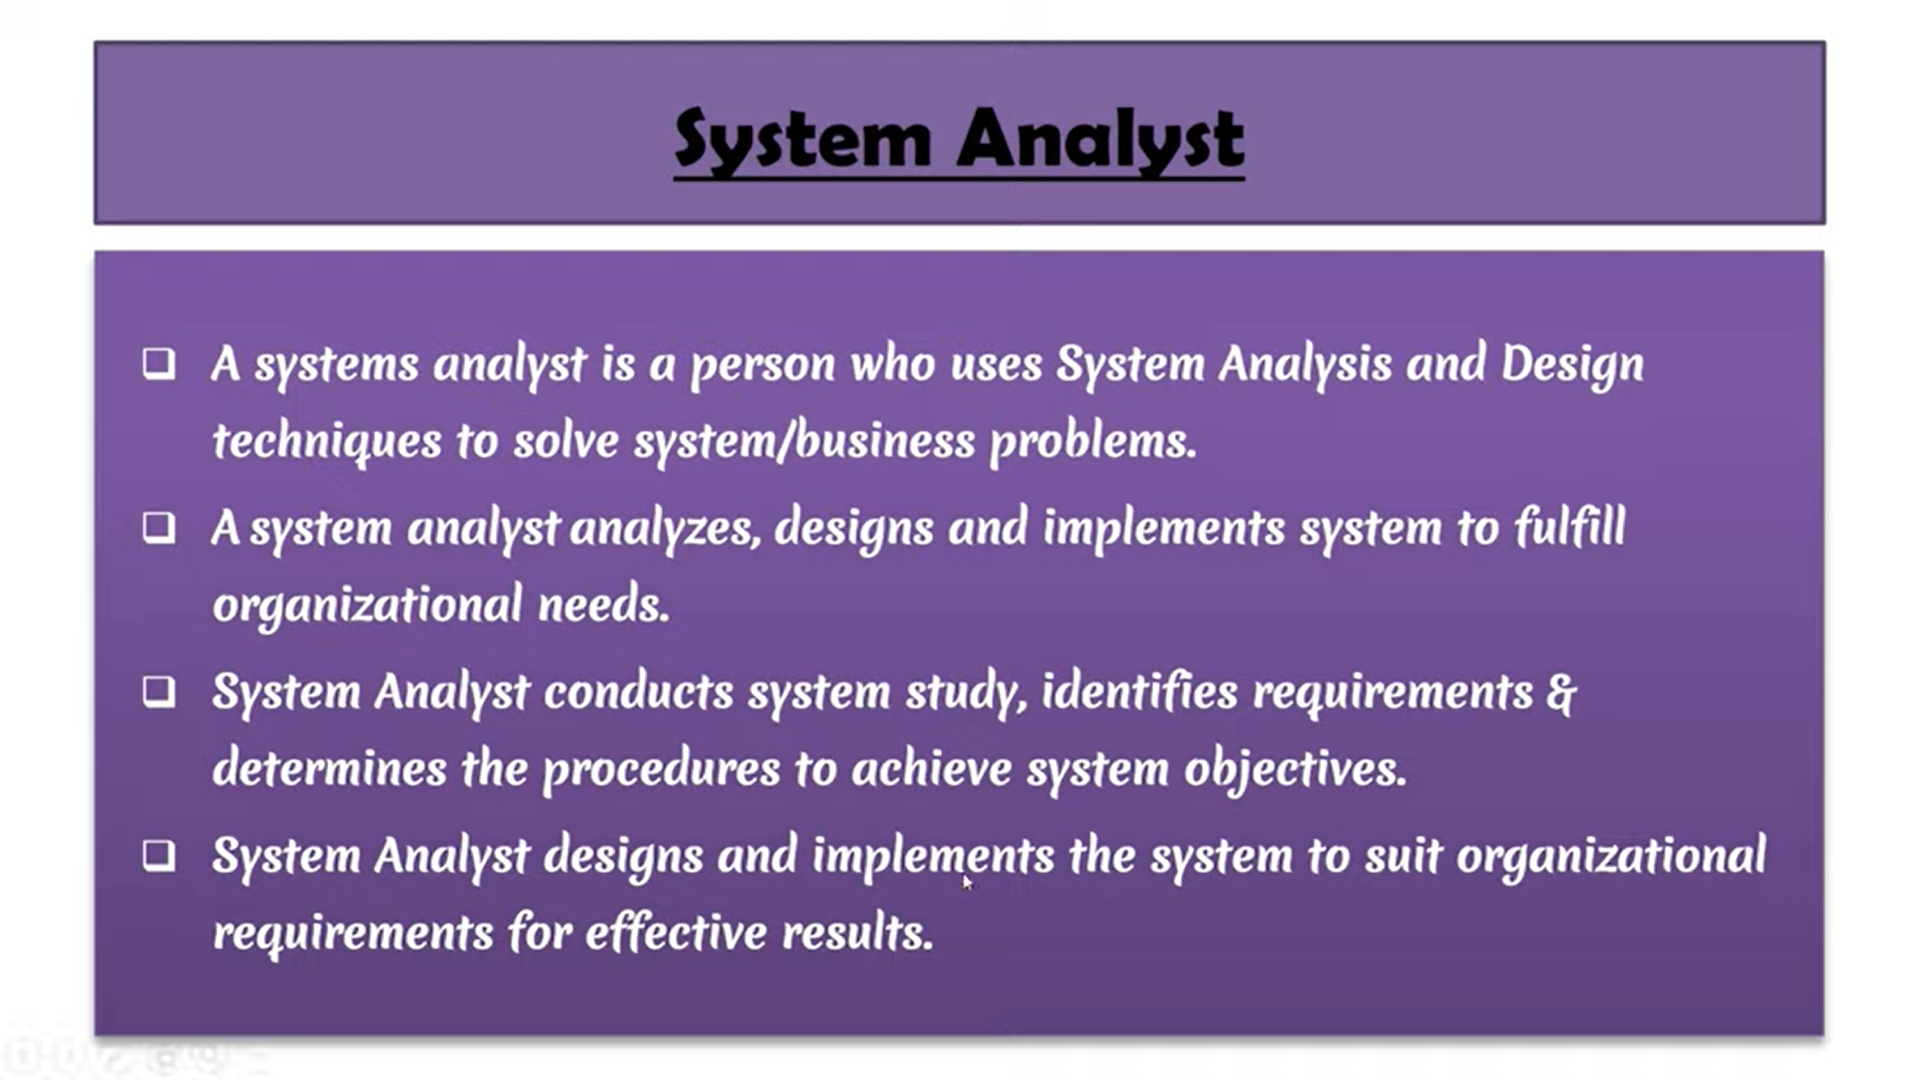 System Analyst
❑ A systems analyst is a person who uses System Analysis and Design
techniques to solve system/business problems.
❑ A system analyst analyzes, designs and implements system to fulfill
organizational needs.
❑ System Analyst conducts system study, identifies requirements &
determines the procedures to achieve system objectives.
❑ System Analyst designs and implements the system to suit organizational
requirements for effective results.